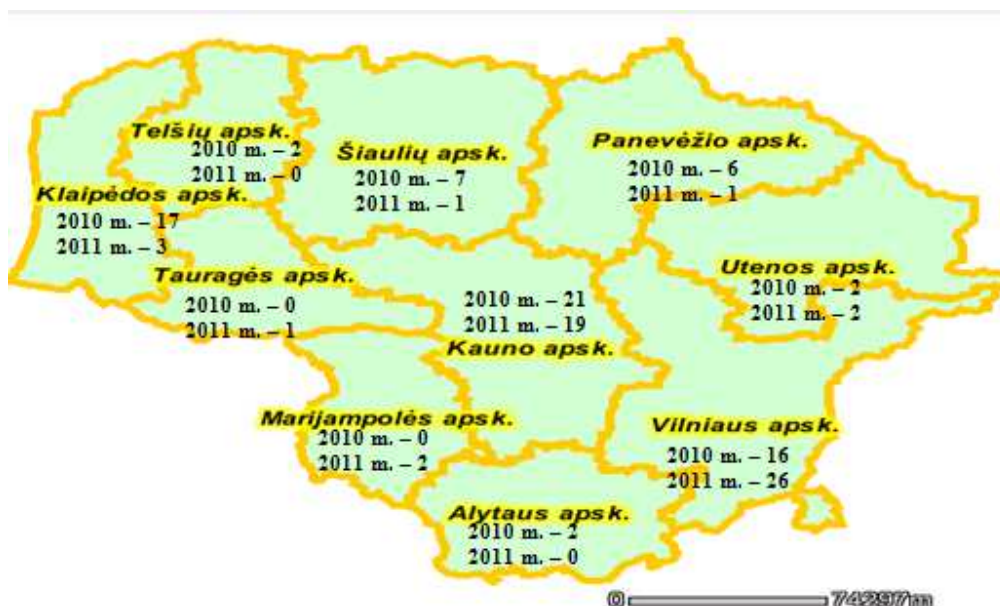 Telšių apsk.
2010 m. – 2
2011 m. – 0
Šiaulių apsk.
2010 m. – 7
2011 m. – 1
Panevėžio apsk.
2010 m. – 6
2011 m. – 1
Klaipėdos apsk.
2010 m. – 17
2011 m. – 3
Tauragės apsk.
2010 m. – 0
2011 m. – 1
2010 m. – 21
2011 m. – 19
Kauno apsk.
Utenos apsk.
2010 m. – 2
2011 m. – 2
Marijampolės apsk.
2010 m. – 0
2011 m. – 2
Vilniaus apsk.
2010 m. – 16
2011 m. – 26
Alytaus apsk.
2010 m. – 2
2011 m. – 0
0 74297m